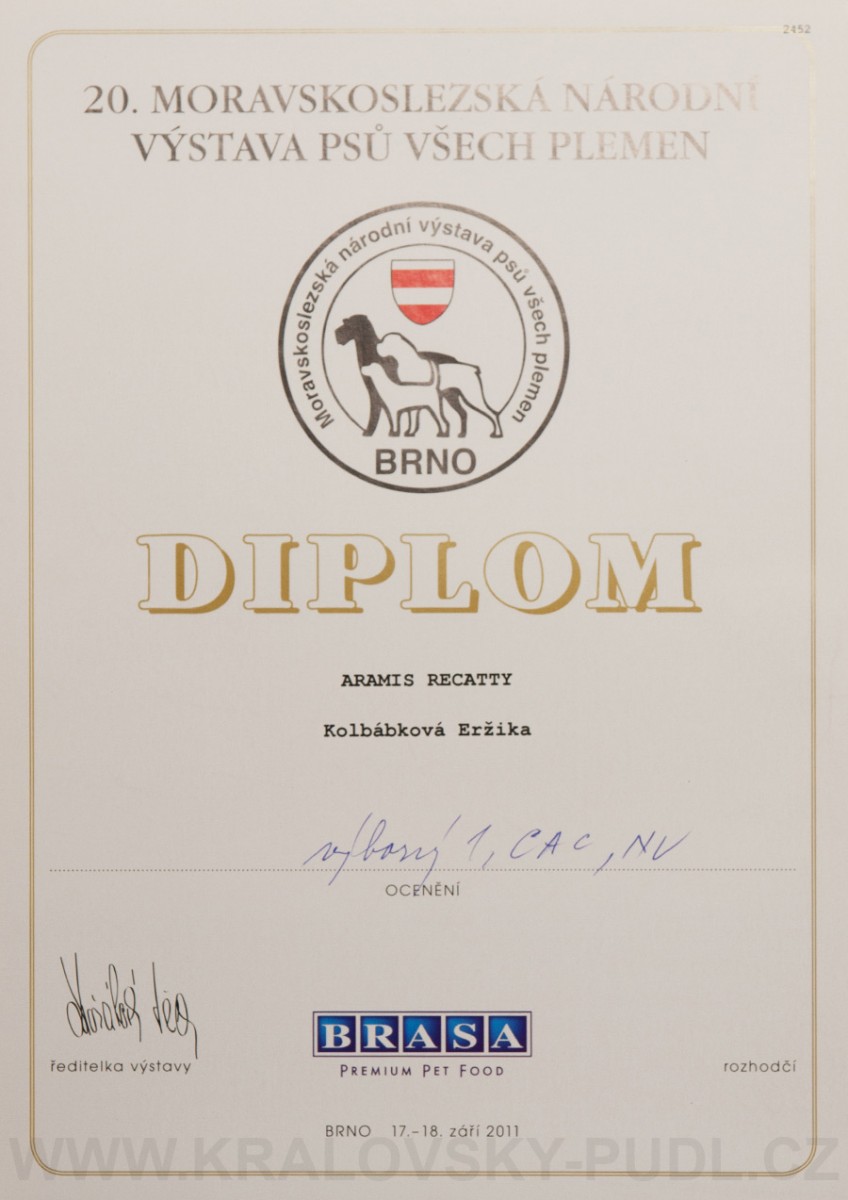 2452
20. MORAVSKOSLEZSKÁ NÁRODNÍ
VÝSTAVA PSŮ VŠECH PLEMEN
Moravskoslezská národní výstava psů všech plemen
BRNO
DIPLOM
ARAMIS RECATTY
Kolbábková Eržika
výborný 1, CAC, NV
OCENĚNÍ
ředitelka výstavy
BRASA
PREMIUM PET FOOD
rozhodčí
BRNO 17.–18. září 2011
WWW.KRALOVSKY-PUDL.CZ